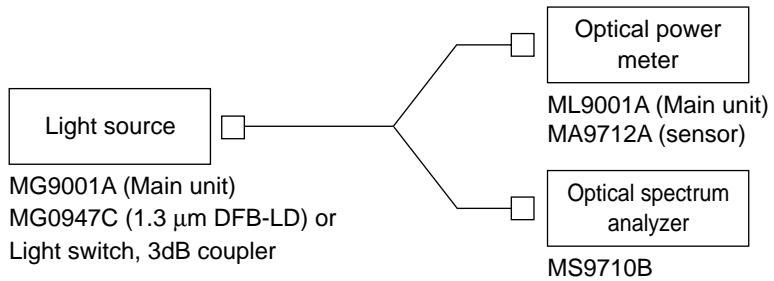 Light source
MG9001A (Main unit)
MG0947C (1.3 μm DFB-LD) or
Light switch, 3dB coupler
Optical power
meter
ML9001A (Main unit)
MA9712A (sensor)
Optical spectrum
analyzer
MS9710B